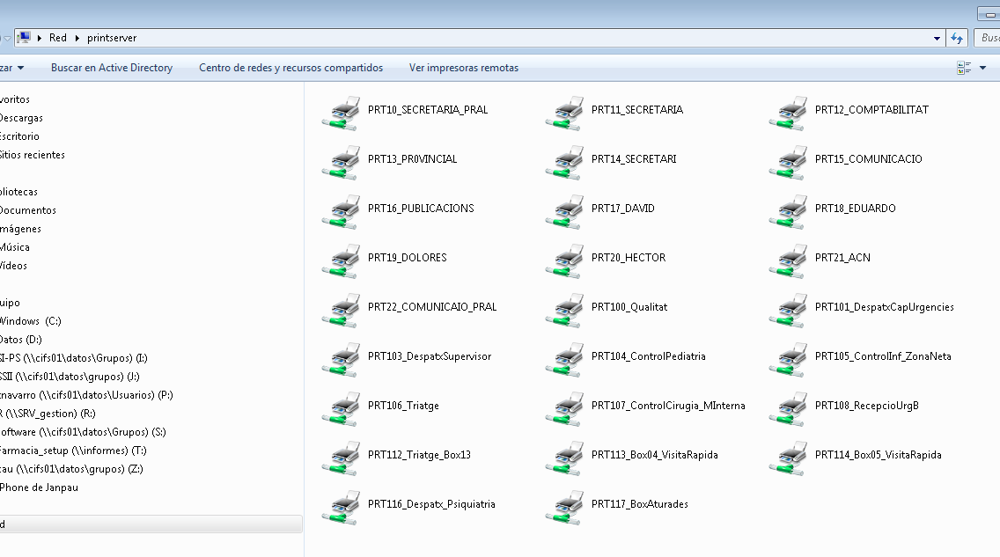 Red ▸ printserver
Busc
zar
Buscar en Active Directory
Centro de redes y recursos compartidos
Ver impresoras remotas
voritos
Descargas
Escritorio
Sitios recientes
bliotecas
Documentos
mágenes
Música
Vídeos
uipo
Windows (C:)
Datos (D:)
SI-PS (\\cifs01\datos\Grupos) (I:)
SSII (\\cifs01\datos\grupos) (J:)
tnavarro (\\cifs01\datos\Usuarios) (P:)
R (\\SRV_gestion) (R:)
oftware (\\cifs01\datos\Grupos) (S:)
Farmacia_setup (\\informes) (T:)
cau (\\cifs01\datos\grupos) (Z:)
Phone de Janpau
d
PRT10_SECRETARIA_PRAL
PRT11_SECRETARIA
PRT12_COMPTABILITAT
PRT13_PR0VINCIAL
PRT14_SECRETARI
PRT15_COMUNICACIO
PRT16_PUBLICACIONS
PRT17_DAVID
PRT18_EDUARDO
PRT19_DOLORES
PRT20_HECTOR
PRT21_ACN
PRT22_COMUNICAIO_PRAL
PRT100_Qualitat
PRT101_DespatxCapUrgencies
PRT103_DespatxSupervisor
PRT104_ControlPediatria
PRT105_ControlInf_ZonaNeta
PRT106_Triatge
PRT107_ControlCirugia_MInterna
PRT108_RecepcioUrgB
PRT112_Triatge_Box13
PRT113_Box04_VisitaRapida
PRT114_Box05_VisitaRapida
PRT116_Despatx_Psiquiatria
PRT117_BoxAturades